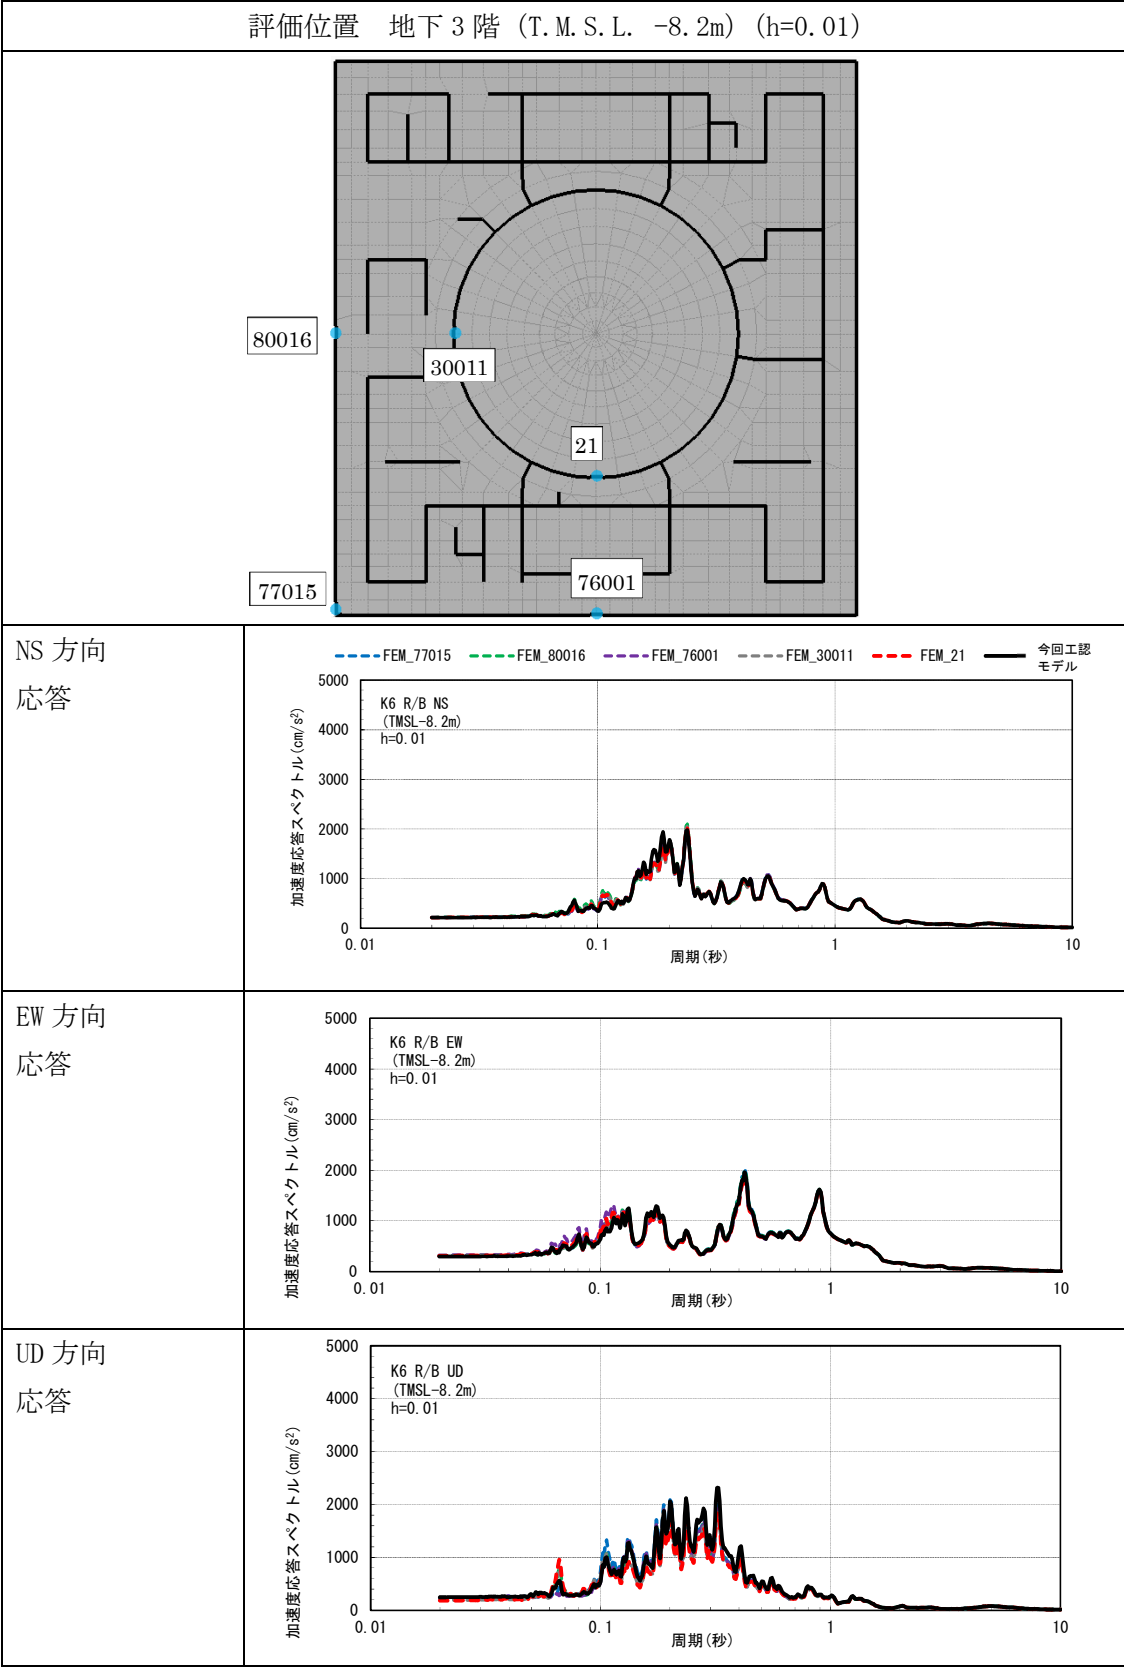 評価位置　地下3階 (T.M.S.L. -8.2m) (h=0.01)
80016
30011
21
77015
76001
NS方向
応答
FEM_77015 FEM_80016 FEM_76001 FEM_30011 FEM_21 今回工認
モデル
加速度応答スペクトル(cm/s²)
5000
4000
3000
2000
1000
0
K6 R/B NS
(TMSL-8.2m)
h=0.01
0.01 0.1 1 10
周期(秒)
EW方向
応答
加速度応答スペクトル(cm/s²)
5000
4000
3000
2000
1000
0
K6 R/B EW
(TMSL-8.2m)
h=0.01
0.01 0.1 1 10
周期(秒)
UD方向
応答
加速度応答スペクトル(cm/s²)
5000
4000
3000
2000
1000
0
K6 R/B UD
(TMSL-8.2m)
h=0.01
0.01 0.1 1 10
周期(秒)